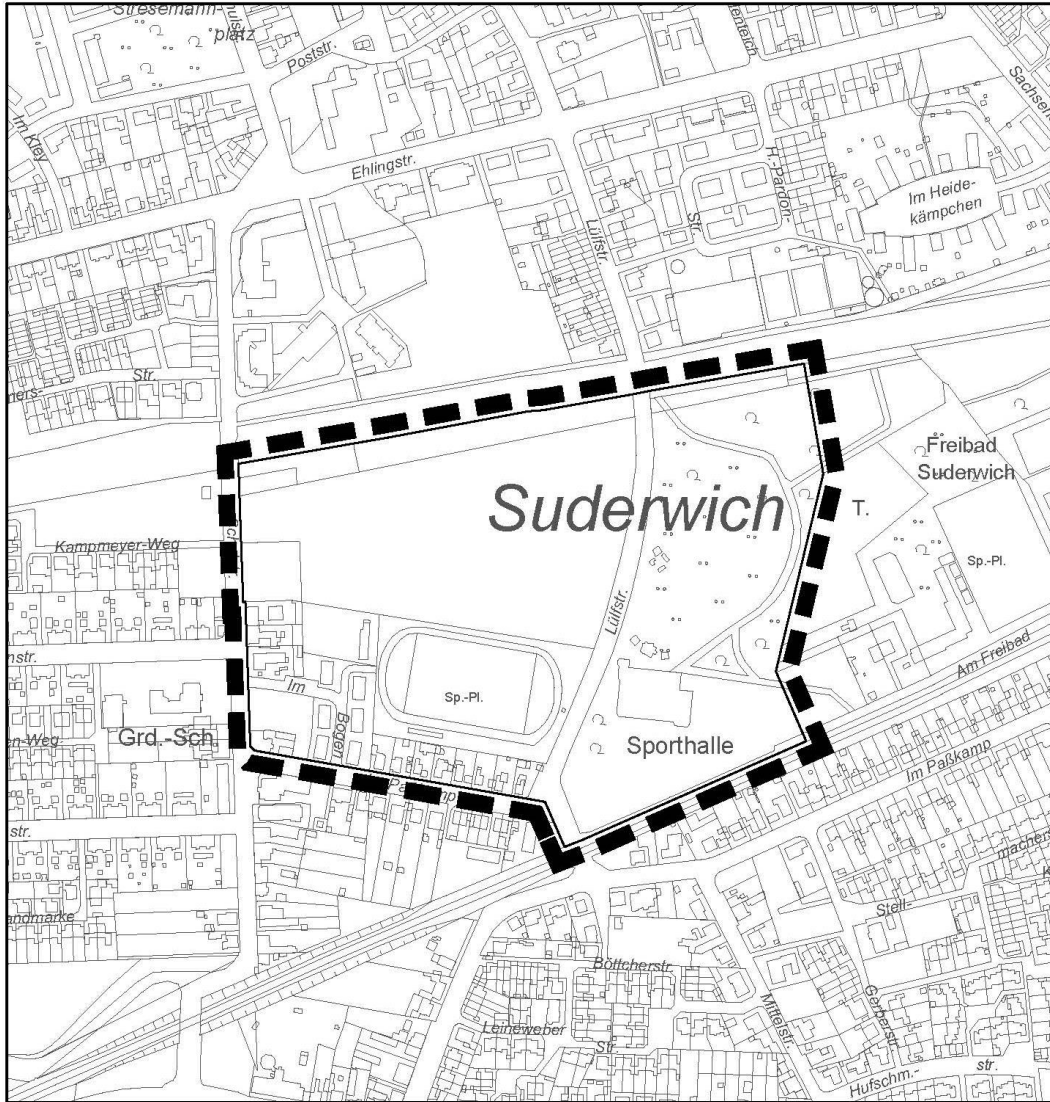 Stresemann-
platz
Poststr.
Im Kley
Ehlingstr.
Lülfstr.
Str.
H.-Pardon-
Im Heide-
kämpchen
Str.
Freibad
Suderwich
Suderwich
T.
Kampmeyer-Weg
Sp.-Pl.
Lülfstr.
Im
Bogen
Sp.-Pl.
Am Freibad
Grd.-Sch
Sporthalle
Im Paßkamp
str.
Stell-
Böttcherstr.
Mittelstr.
Gerberstr.
Leineweber
Str.
Hufschm.-
str.